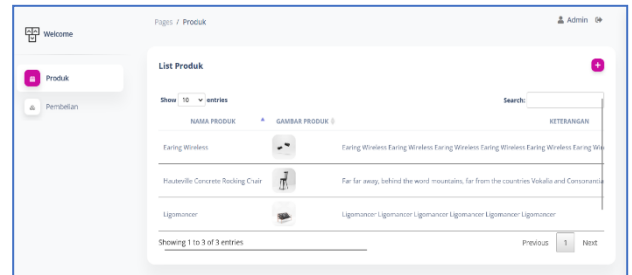 Pages / Produk
Admin
Welcome
Produk
Pembelian
List Produk
Show 10 entries
Search:
NAMA PRODUK GAMBAR PRODUK KETERANGAN
Earing Wireless Earing Wireless Earing Wireless Earing Wireless Earing Wireless Earing Wireless Earing Wir
Hauteville Concrete Rocking Chair Far far away, behind the word mountains, far from the countries Vokalia and Consonantia
Ligomancer Ligomancer Ligomancer Ligomancer Ligomancer Ligomancer Ligomancer
Showing 1 to 3 of 3 entries
Previous 1 Next